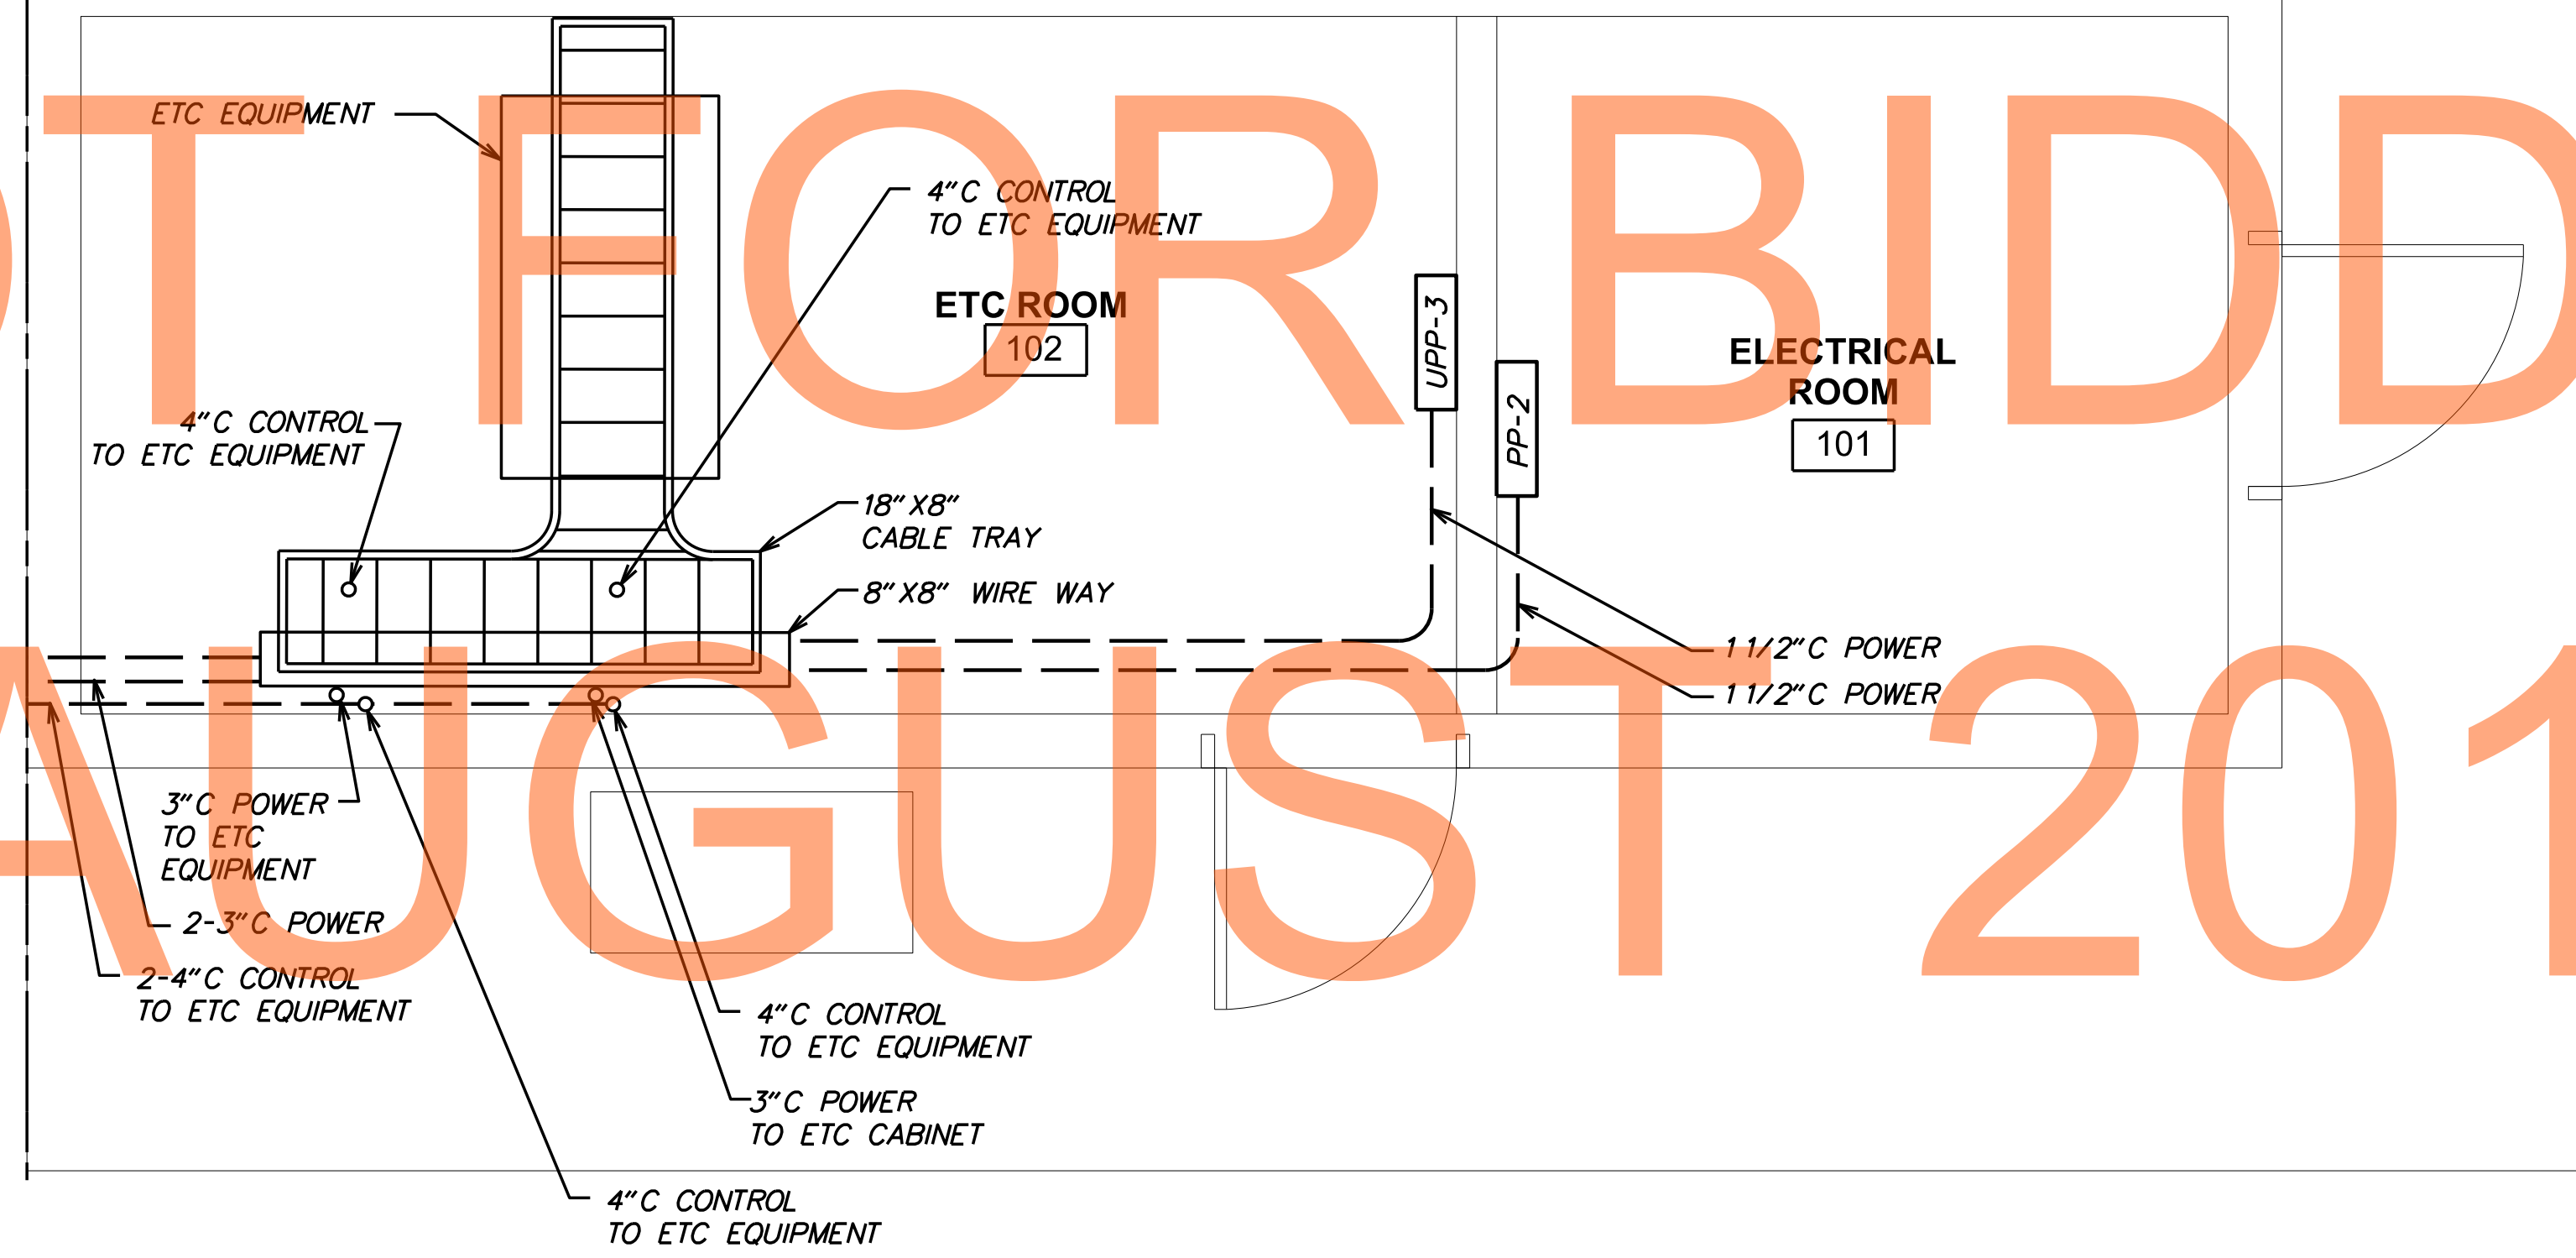 ETC EQUIPMENT
4"C CONTROL
TO ETC EQUIPMENT
ETC ROOM
102
UPP-3
ELECTRICAL
ROOM
101
PP-2
4"C CONTROL
TO ETC EQUIPMENT
18"X8"
CABLE TRAY
8"X8" WIRE WAY
1 1/2"C POWER
1 1/2"C POWER
3"C POWER
TO ETC
EQUIPMENT
2-3"C POWER
2-4"C CONTROL
TO ETC EQUIPMENT
4"C CONTROL
TO ETC EQUIPMENT
3"C POWER
TO ETC CABINET
4"C CONTROL
TO ETC EQUIPMENT
OT FOR BIDD
AUGUST 201